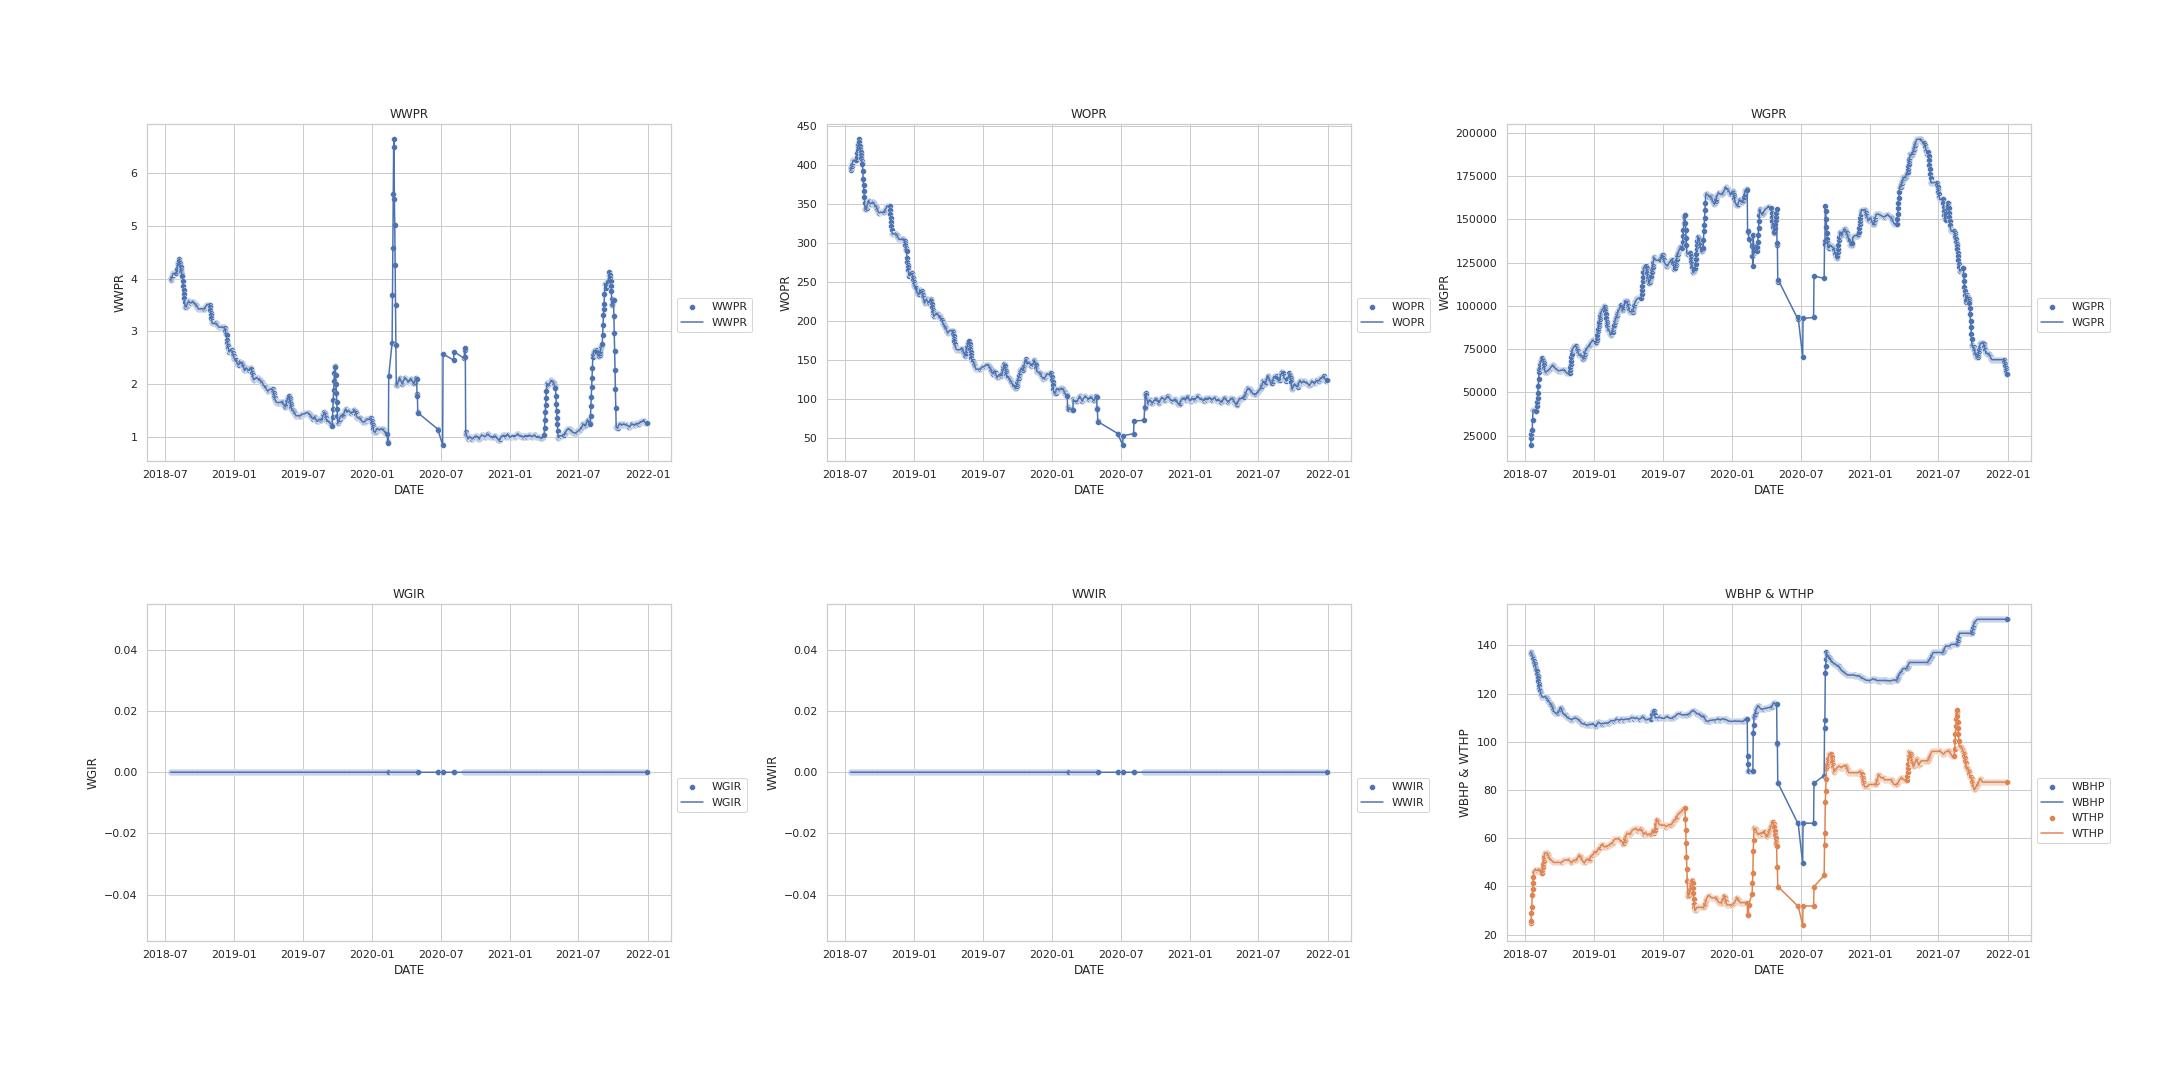 WWPR
WWPR
6
5
4
3
2
1
2018-07 2019-01 2019-07 2020-01 2020-07 2021-01 2021-07 2022-01
DATE
WWPR
WWPR
WOPR
WOPR
450
400
350
300
250
200
150
100
50
2018-07 2019-01 2019-07 2020-01 2020-07 2021-01 2021-07 2022-01
DATE
WOPR
WOPR
WGPR
WGPR
200000
175000
150000
125000
100000
75000
50000
25000
2018-07 2019-01 2019-07 2020-01 2020-07 2021-01 2021-07 2022-01
DATE
WGPR
WGPR
WGIR
WGIR
0.04
0.02
0.00
−0.02
−0.04
2018-07 2019-01 2019-07 2020-01 2020-07 2021-01 2021-07 2022-01
DATE
WGIR
WGIR
WWIR
WWIR
0.04
0.02
0.00
−0.02
−0.04
2018-07 2019-01 2019-07 2020-01 2020-07 2021-01 2021-07 2022-01
DATE
WWIR
WWIR
WBHP & WTHP
WBHP & WTHP
140
120
100
80
60
40
20
2018-07 2019-01 2019-07 2020-01 2020-07 2021-01 2021-07 2022-01
DATE
WBHP
WBHP
WTHP
WTHP